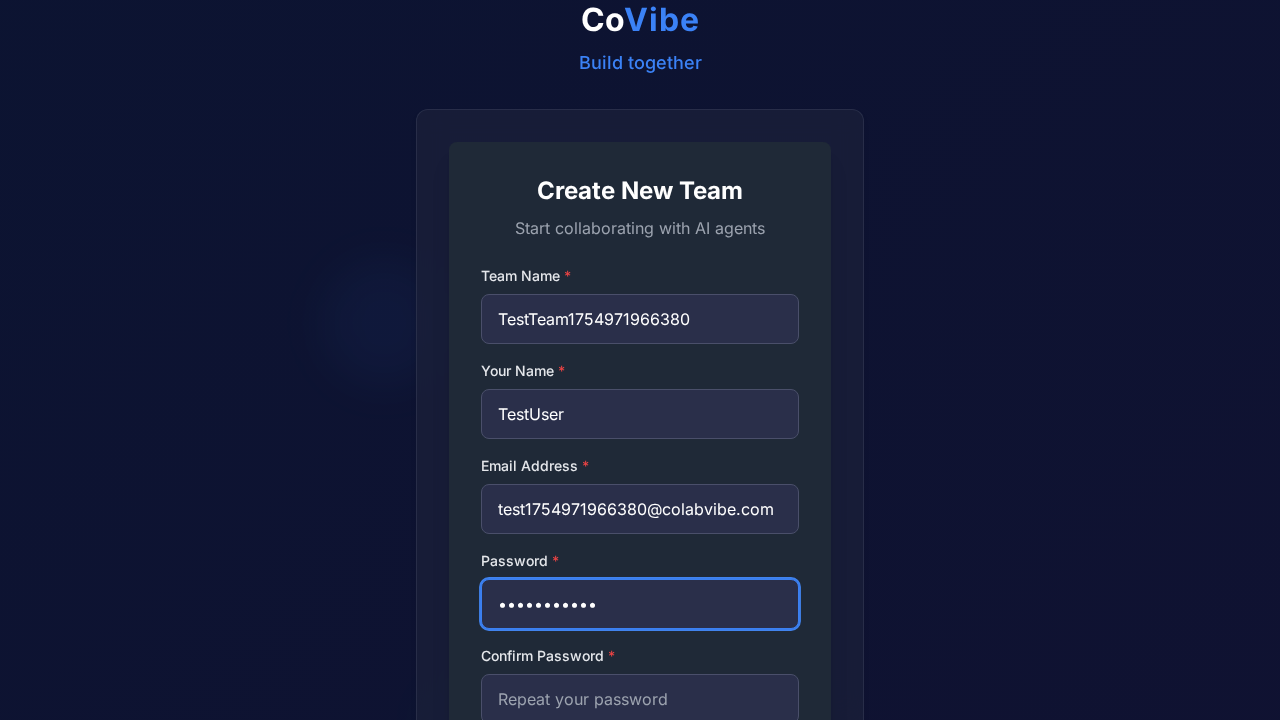 CoVibe
Build together
Create New Team
Start collaborating with AI agents
Team Name *
TestTeam1754971966380
Your Name *
TestUser
Email Address *
test1754971966380@colabvibe.com
Password *
•••••••••••
Confirm Password *
Repeat your password